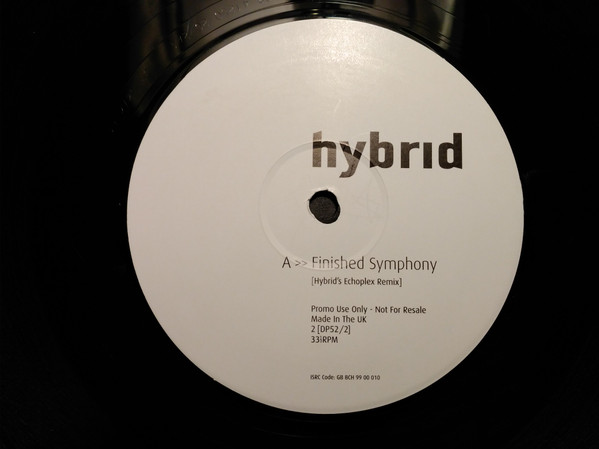 hybrid
A >> Finished Symphony
[Hybrid's Echoplex Remix]
Promo Use Only - Not For Resale
Made In The UK
2 [DP52/2]
33⅓RPM
ISRC Code: GB BCH 99 00 010